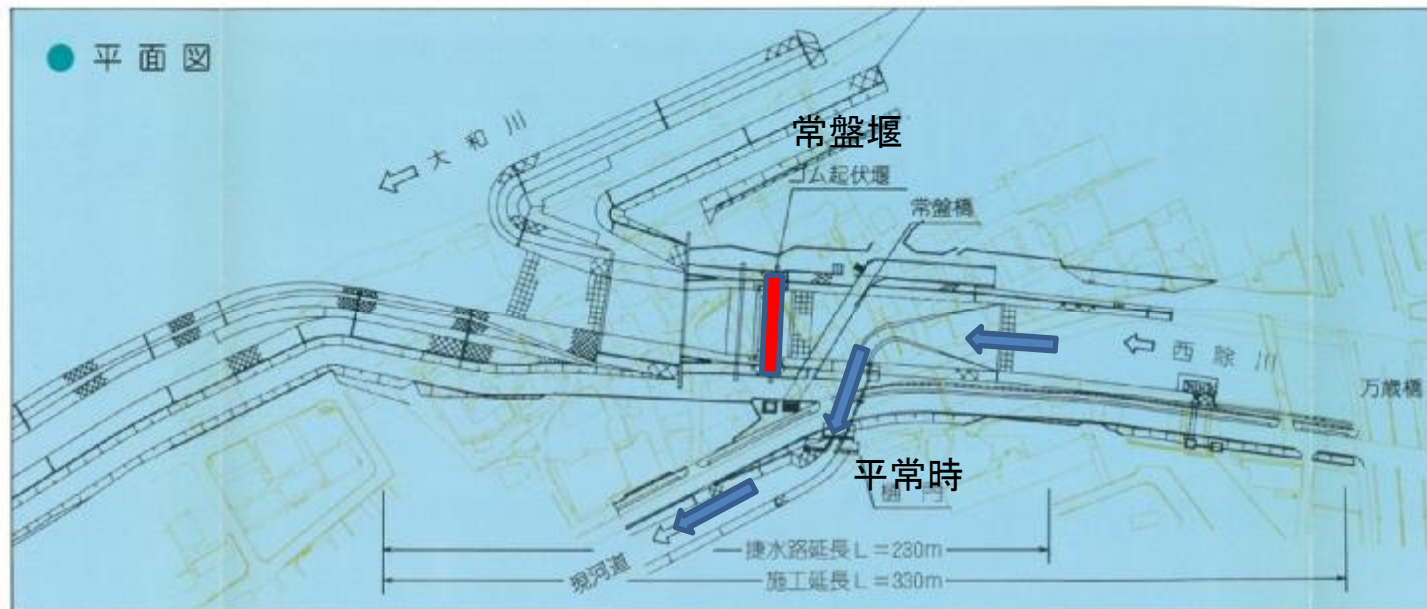 ● 平面図
大和川
常盤堰
ゴム起伏堰
常盤橋
西除川
万歳橋
平常時
樋門
捷水路延長 L=230m
現河道
施工延長 L=330m